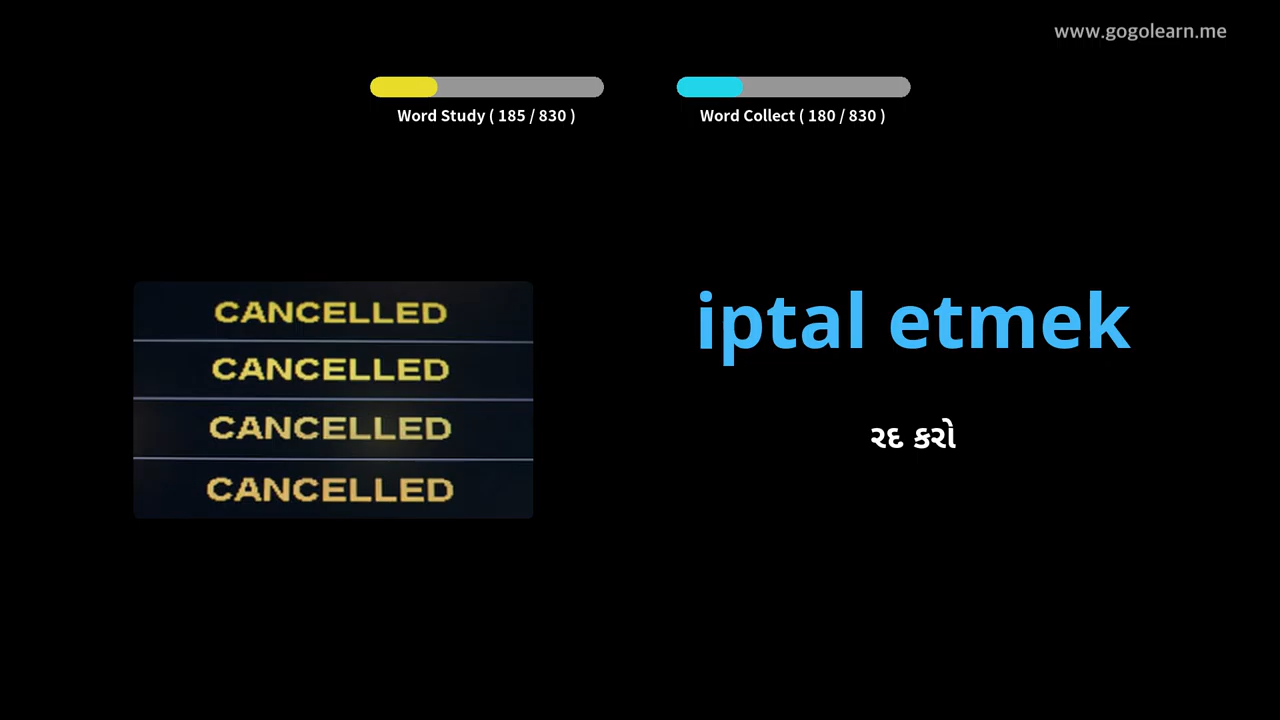 www.gogolearn.me
Word Study ( 185 / 830 )
Word Collect ( 180 / 830 )
CANCELLED
CANCELLED
CANCELLED
CANCELLED
iptal etmek
રદ કરો